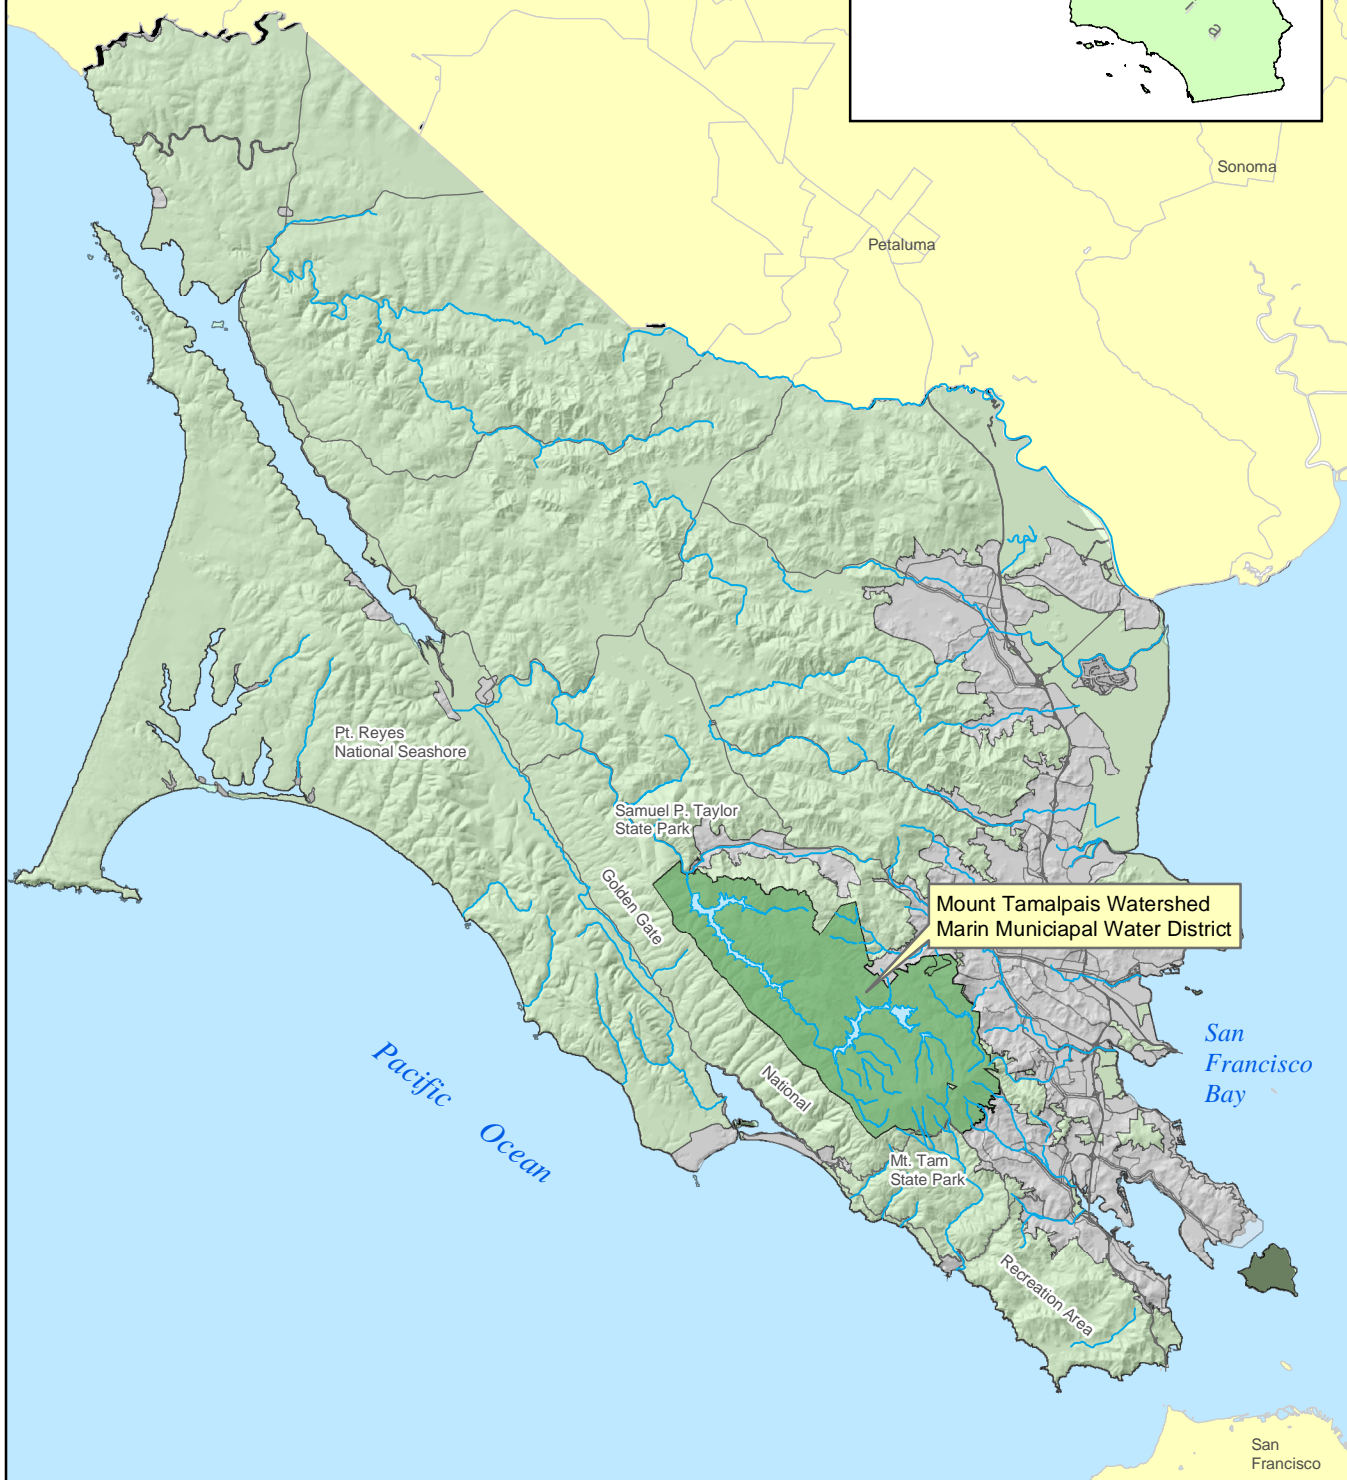 i
a
Sonoma
Petaluma
Pt. Reyes
National Seashore
Samuel P. Taylor
State Park
Golden Gate
Mount Tamalpais Watershed
Marin Municiapal Water District
San
Francisco
Bay
Pacific
Ocean
National
Mt. Tam
State Park
Recreation Area
San
Francisco